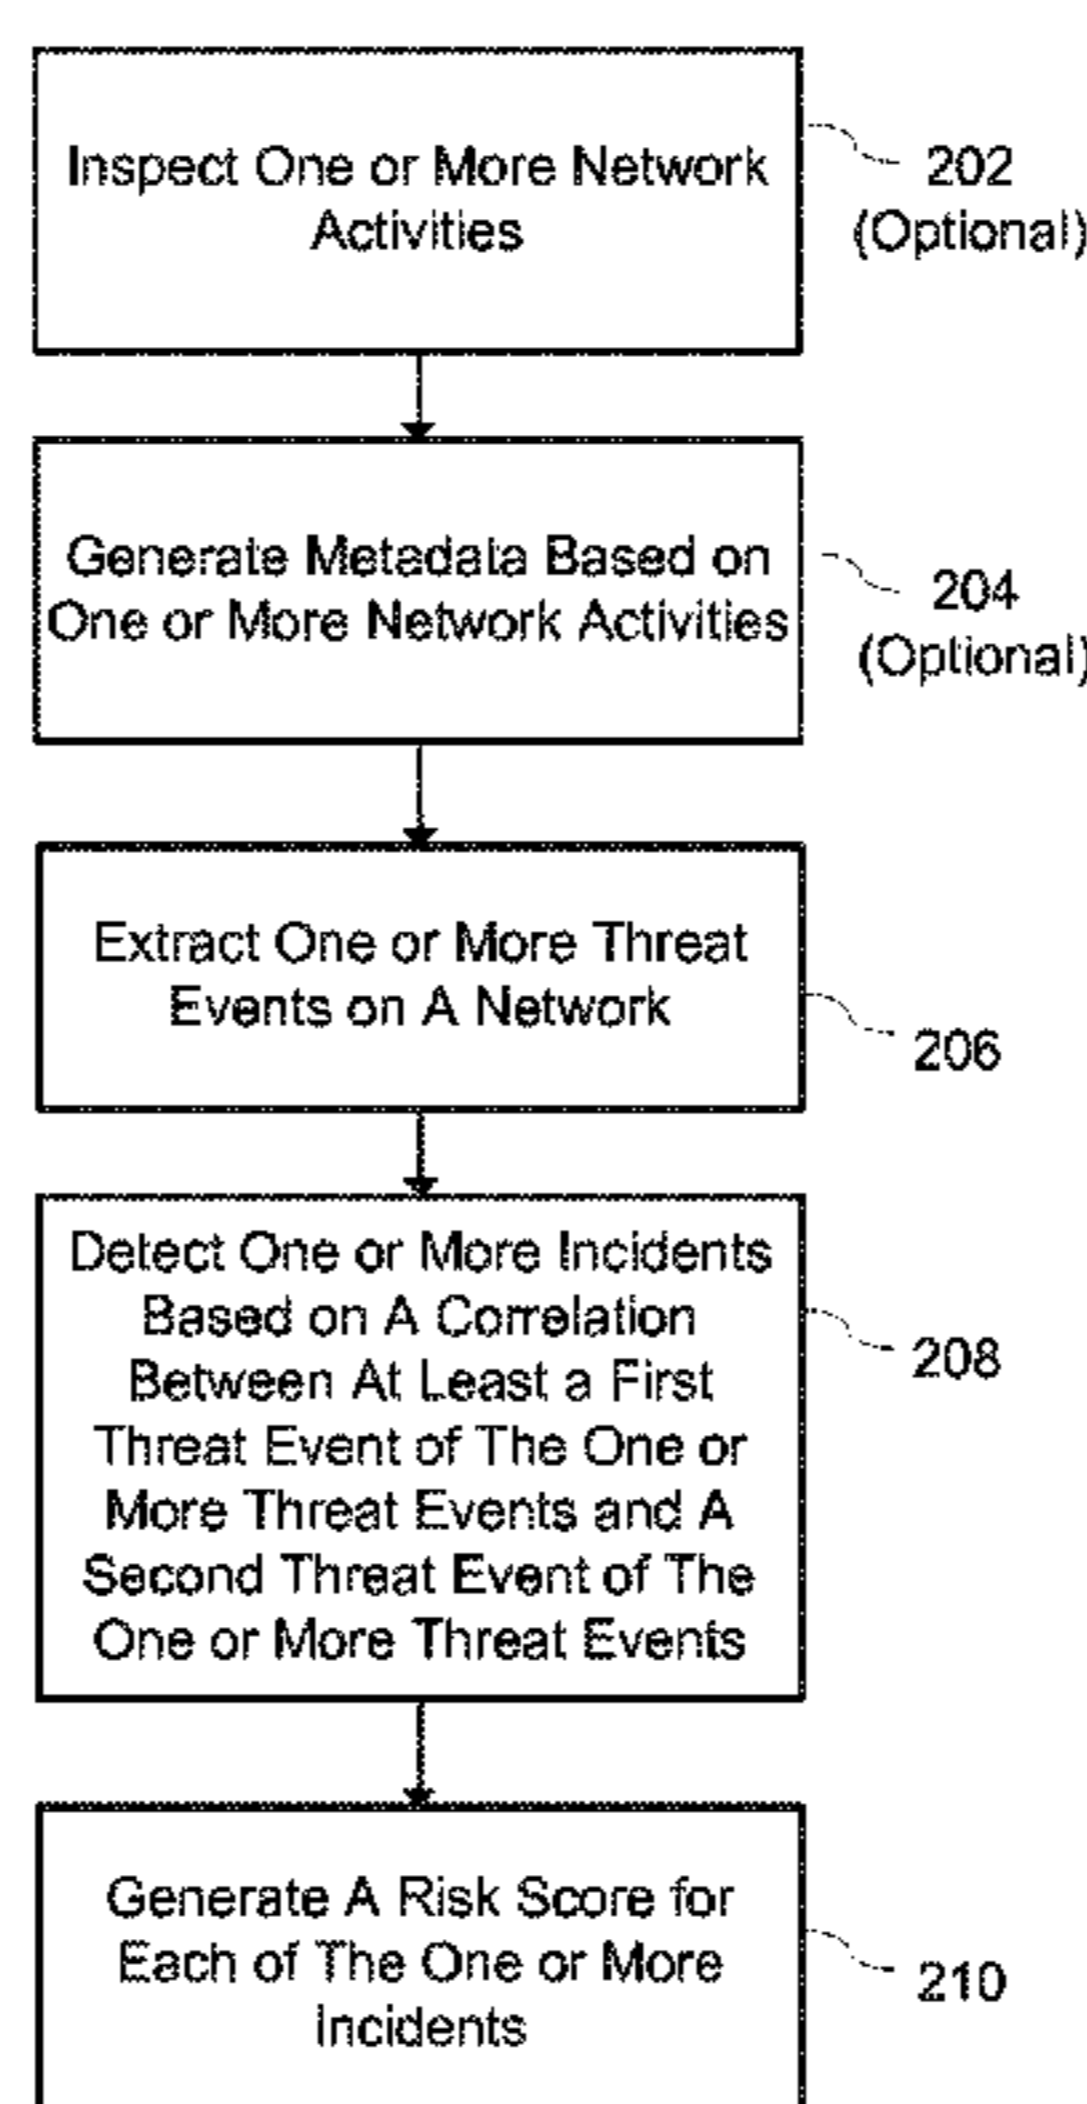 Inspect One or More Network
Activities
202
(Optional)
Generate Metadata Based on
One or More Network Activities
204
(Optional)
Extract One or More Threat
Events on A Network
206
Detect One or More Incidents
Based on A Correlation
Between At Least a First
Threat Event of The One or
More Threat Events and A
Second Threat Event of The
One or More Threat Events
208
Generate A Risk Score for
Each of The One or More
Incidents
210